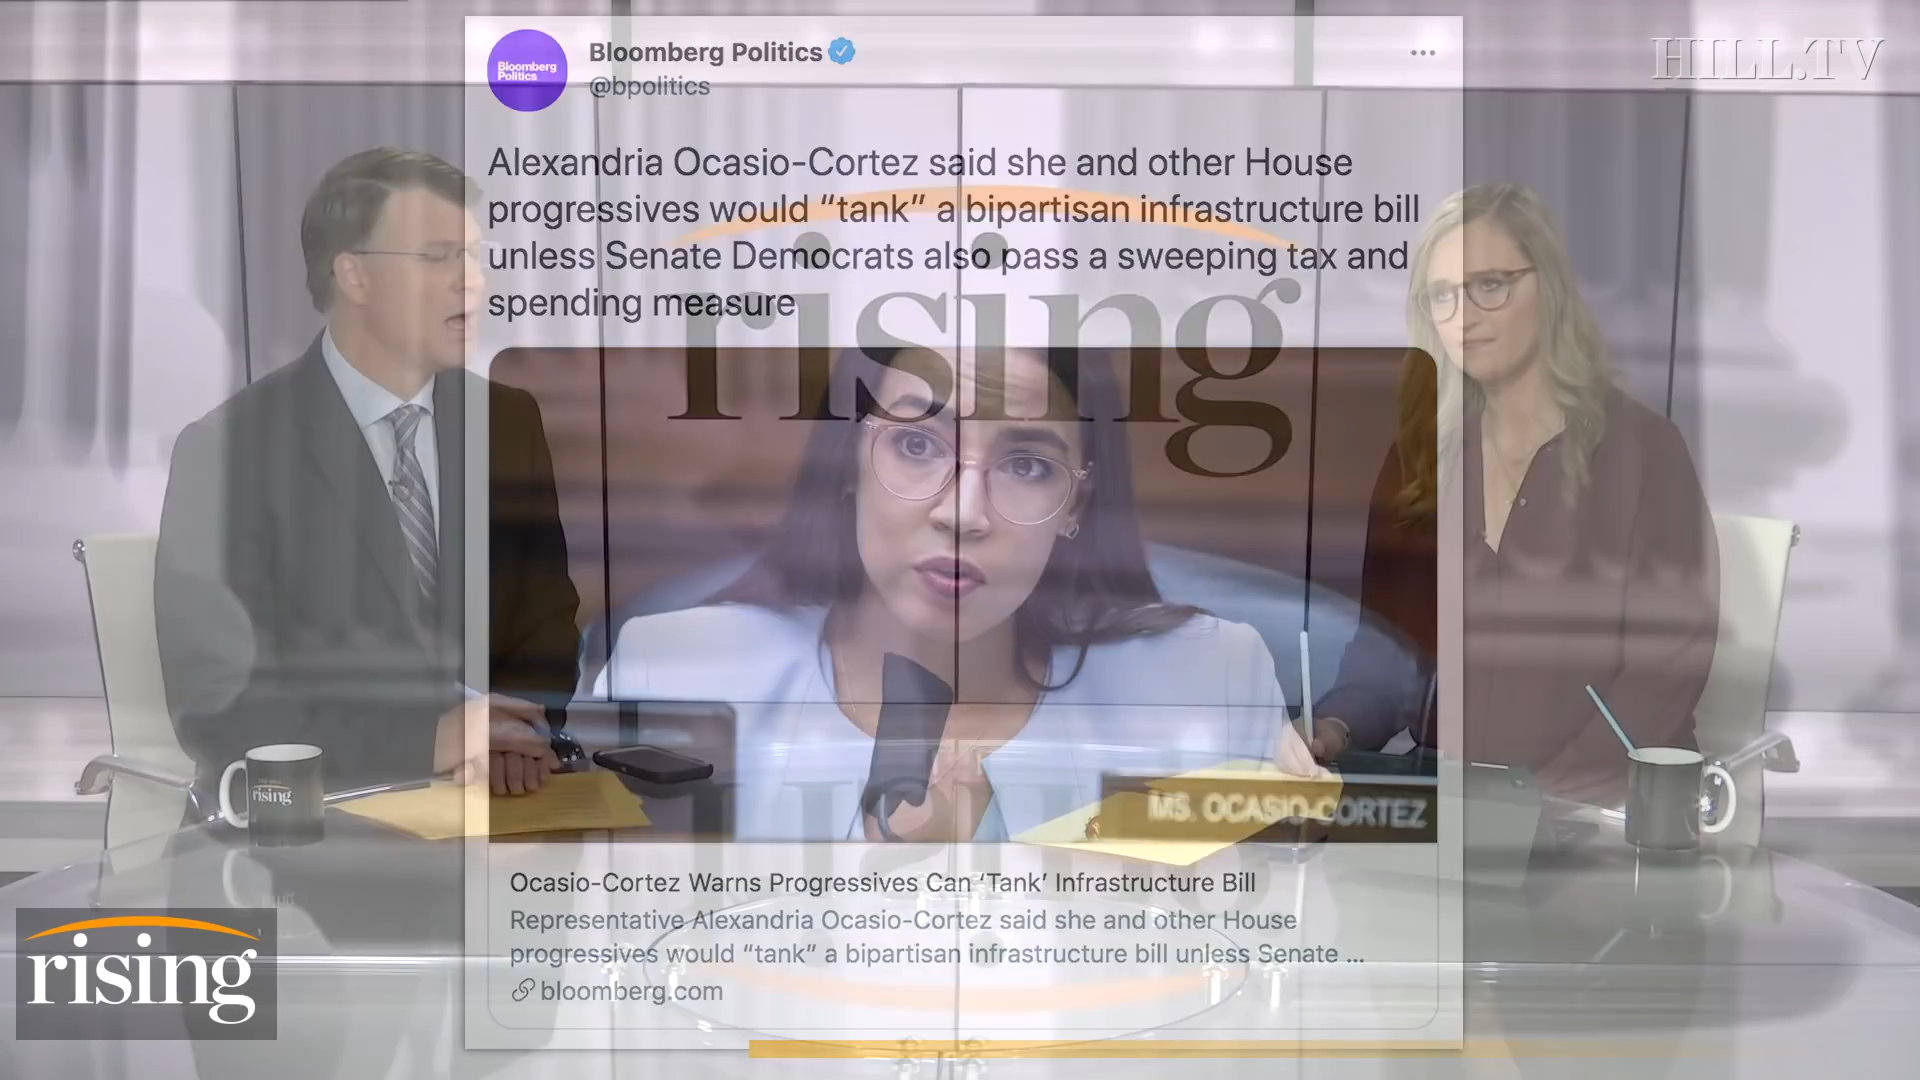 Bloomberg Politics
@bpolitics
Bloomberg
Politics
HILL.TV
Alexandria Ocasio-Cortez said she and other House
progressives would “tank” a bipartisan infrastructure bill
unless Senate Democrats also pass a sweeping tax and
spending measure
rising
MS. OCASIO-CORTEZ
rising
Ocasio-Cortez Warns Progressives Can ‘Tank’ Infrastructure Bill
Representative Alexandria Ocasio-Cortez said she and other House
progressives would “tank” a bipartisan infrastructure bill unless Senate ...
bloomberg.com
rising